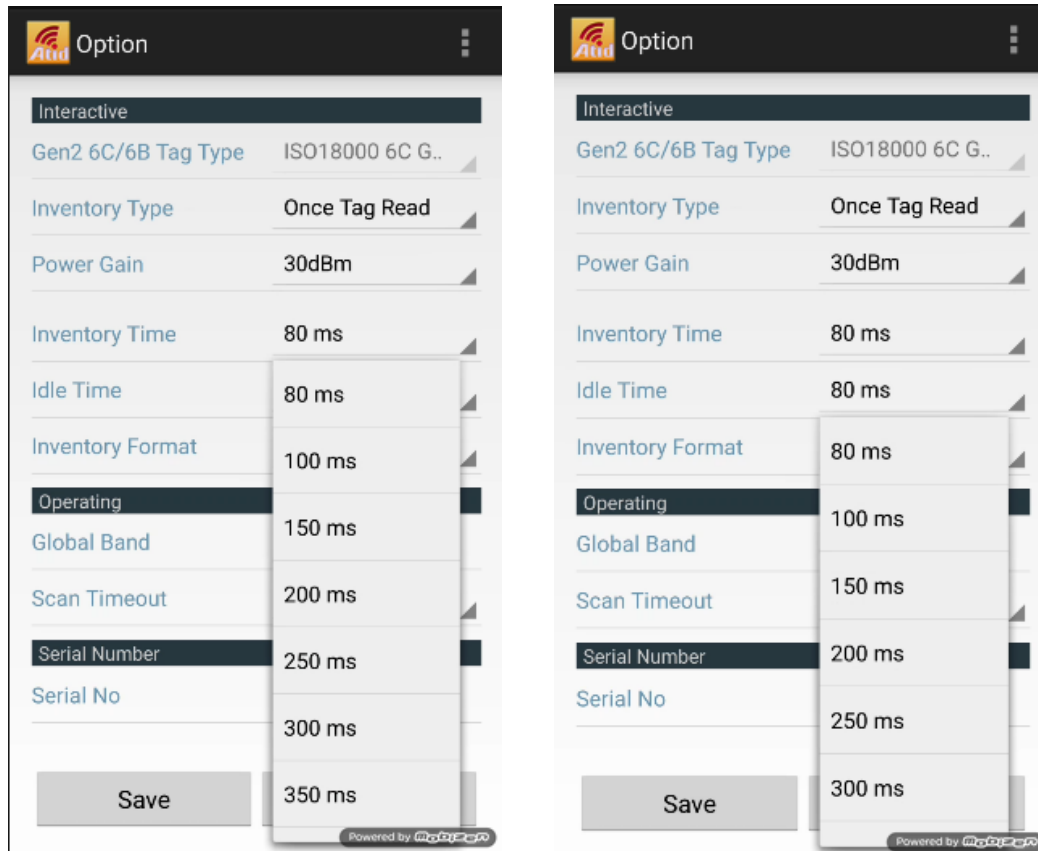 Atid Option
Interactive
Gen2 6C/6B Tag Type ISO18000 6C G..
Inventory Type Once Tag Read
Power Gain 30dBm
Inventory Time 80 ms
Idle Time 80 ms
Inventory Format 100 ms
150 ms
Operating
Global Band
200 ms
Scan Timeout
Serial Number 250 ms
Serial No
300 ms
Save 350 ms
Powered by mobizen
Atid Option
Interactive
Gen2 6C/6B Tag Type ISO18000 6C G..
Inventory Type Once Tag Read
Power Gain 30dBm
Inventory Time 80 ms
Idle Time 80 ms
Inventory Format 80 ms
Operating
100 ms
Global Band
150 ms
Scan Timeout
Serial Number 200 ms
Serial No
250 ms
300 ms
Save
Powered by mobizen